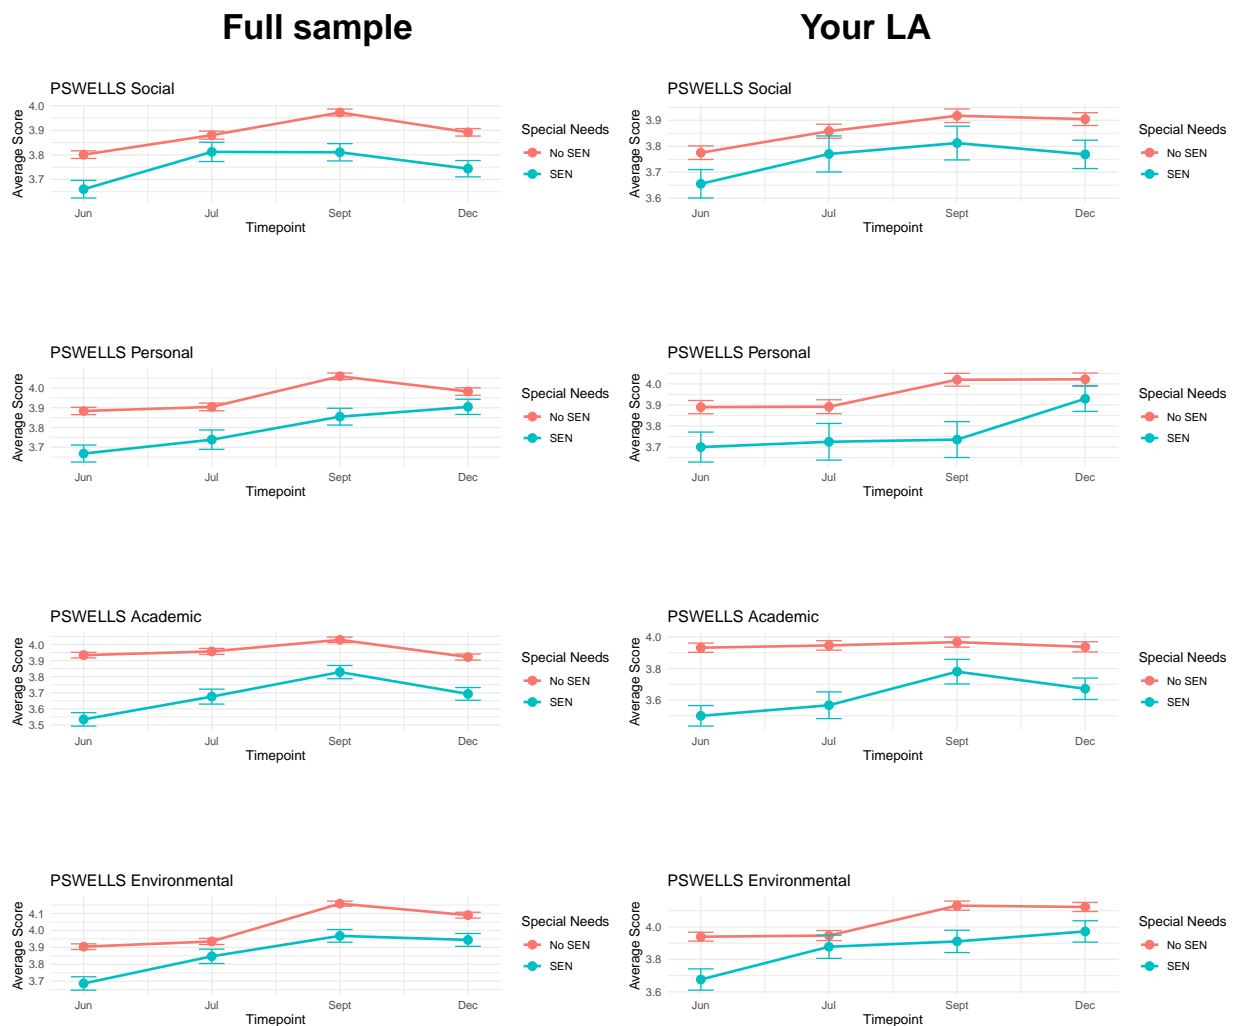 Full sample
Your LA
PSWELLS Social
Average Score
4.0
3.9
3.8
3.7
Jun
Jul
Sept
Dec
Timepoint
Special Needs
No SEN
SEN
PSWELLS Social
Average Score
3.9
3.8
3.7
3.6
Jun
Jul
Sept
Dec
Timepoint
Special Needs
No SEN
SEN
PSWELLS Personal
Average Score
4.0
3.9
3.8
3.7
Jun
Jul
Sept
Dec
Timepoint
Special Needs
No SEN
SEN
PSWELLS Personal
Average Score
4.0
3.9
3.8
3.7
Jun
Jul
Sept
Dec
Timepoint
Special Needs
No SEN
SEN
PSWELLS Academic
Average Score
4.0
3.9
3.8
3.7
3.6
3.5
Jun
Jul
Sept
Dec
Timepoint
Special Needs
No SEN
SEN
PSWELLS Academic
Average Score
4.0
3.8
3.6
Jun
Jul
Sept
Dec
Timepoint
Special Needs
No SEN
SEN
PSWELLS Environmental
Average Score
4.1
4.0
3.9
3.8
3.7
Jun
Jul
Sept
Dec
Timepoint
Special Needs
No SEN
SEN
PSWELLS Environmental
Average Score
4.0
3.8
3.6
Jun
Jul
Sept
Dec
Timepoint
Special Needs
No SEN
SEN